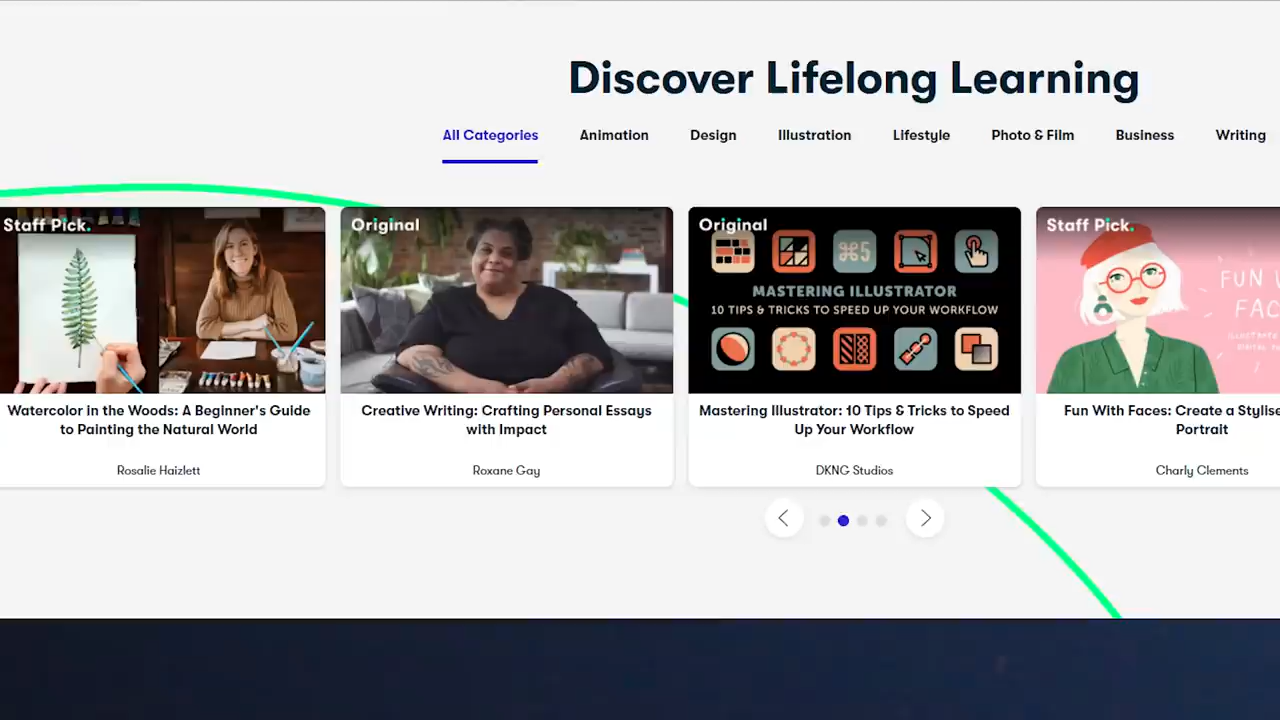 Discover Lifelong Learning
All Categories Animation Design Illustration Lifestyle Photo & Film Business Writing
Staff Pick.
Original
Original
Staff Pick.
⌘5
MASTERING ILLUSTRATOR
10 TIPS & TRICKS TO SPEED UP YOUR WORKFLOW
FUN
FAC
Watercolor in the Woods: A Beginner's Guide
to Painting the Natural World
Rosalie Haizlett
Creative Writing: Crafting Personal Essays
with Impact
Roxane Gay
Mastering Illustrator: 10 Tips & Tricks to Speed
Up Your Workflow
DKNG Studios
Fun With Faces: Create a Stylise
Portrait
Charly Clements